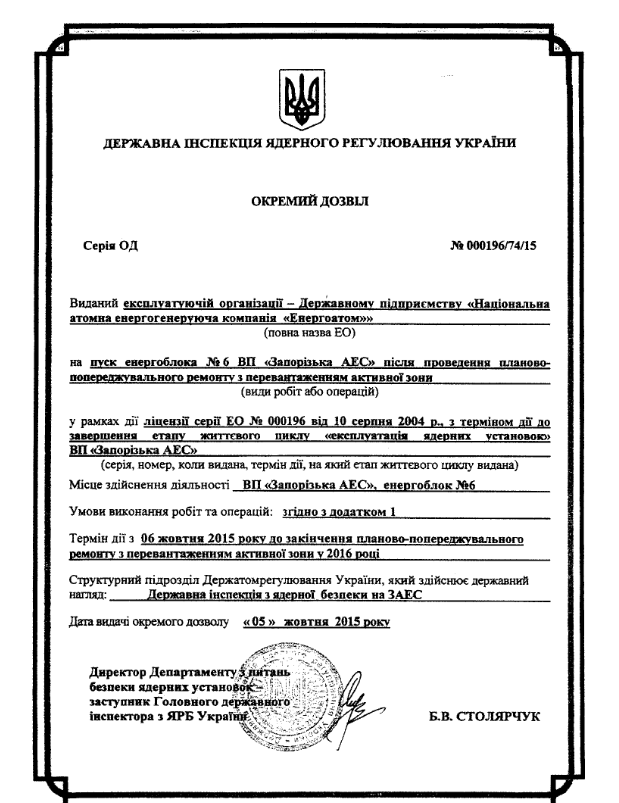 ДЕРЖАВНА ІНСПЕКЦІЯ ЯДЕРНОГО РЕГУЛЮВАННЯ УКРАЇНИ
ОКРЕМИЙ ДОЗВІЛ
Серія ОД № 000196/74/15
Виданий експлуатуючій організації – Державному підприємству «Національна
атомна енергогенеруюча компанія «Енергоатом»»
(повна назва ЕО)
на пуск енергоблока №6 ВП «Запорізька АЕС» після проведення планово-
попереджувального ремонту з перевантаженням активної зони
(види робіт або операцій)
у рамках дії ліцензії серії ЕО № 000196 від 10 серпня 2004 р., з терміном дії до
завершення етапу життєвого циклу «експлуатація ядерних установок»
ВП «Запорізька АЕС»
(серія, номер, коли видана, термін дії, на який етап життєвого циклу видана)
Місце здійснення діяльності ВП «Запорізька АЕС», енергоблок №6
Умови виконання робіт та операцій: згідно з додатком 1
Термін дії з 06 жовтня 2015 року до закінчення планово-попереджувального
ремонту з перевантаженням активної зони у 2016 році
Структурний підрозділ Держатомрегулювання України, який здійснює державний
нагляд: Державна інспекція з ядерної безпеки на ЗАЕС
Дата видачі окремого дозволу « 05 » жовтня 2015 року
Директор Департаменту з питань
безпеки ядерних установок –
заступник Головного державного
інспектора з ЯРБ України Б.В. СТОЛЯРЧУК